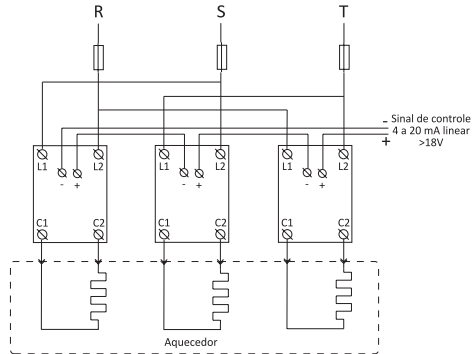 R S T
- Sinal de controle
4 a 20 mA linear
+ >18V
L1 L2 L1 L2 L1 L2
- + - + - +
C1 C2 C1 C2 C1 C2
Aquecedor